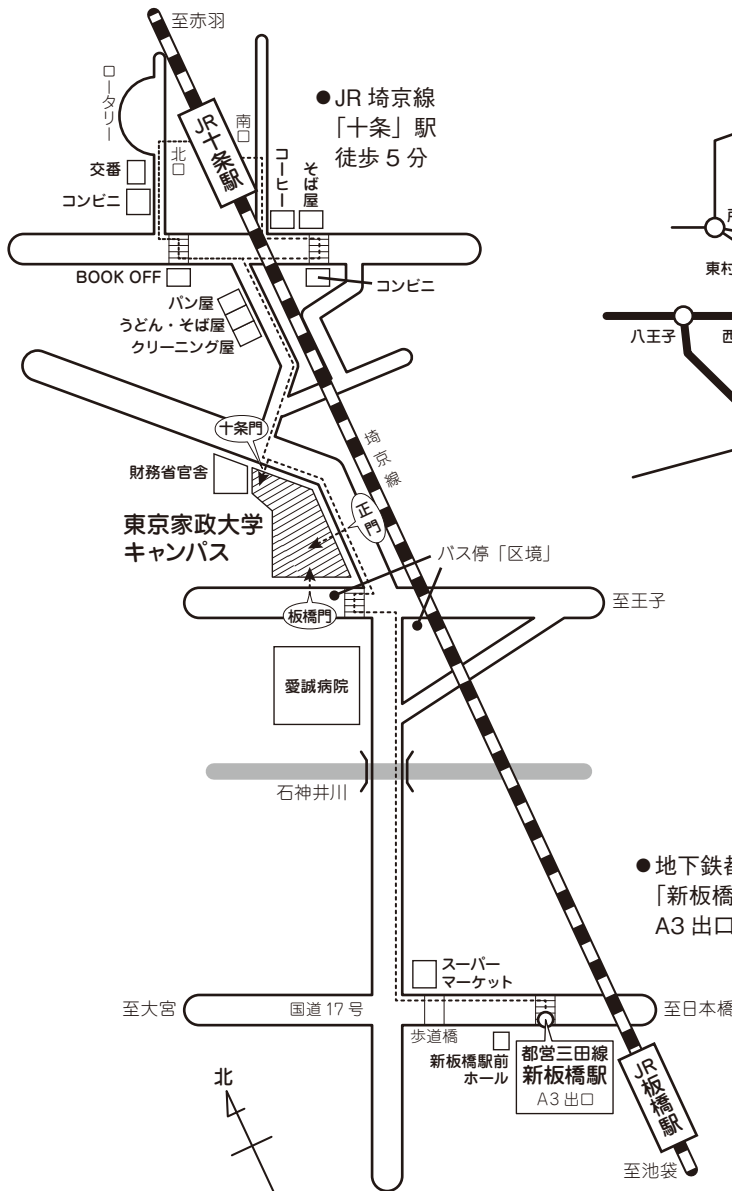 至赤羽
ロータリー
JR十条駅
南口
北口
●JR 埼京線
「十条」駅
徒歩 5 分
交番
コンビニ
コーヒー
そば屋
BOOK OFF
コンビニ
パン屋
うどん・そば屋
クリーニング屋
東村
八王子
西
十条門
埼京線
財務省官舎
正門
東京家政大学
キャンパス
バス停「区境」
至王子
板橋門
愛誠病院
石神井川
●地下鉄都
「新板橋
A3 出口
スーパー
マーケット
至大宮
国道 17 号
至日本橋
歩道橋
新板橋駅前
ホール
都営三田線
新板橋駅
A3 出口
JR板橋駅
北
至池袋